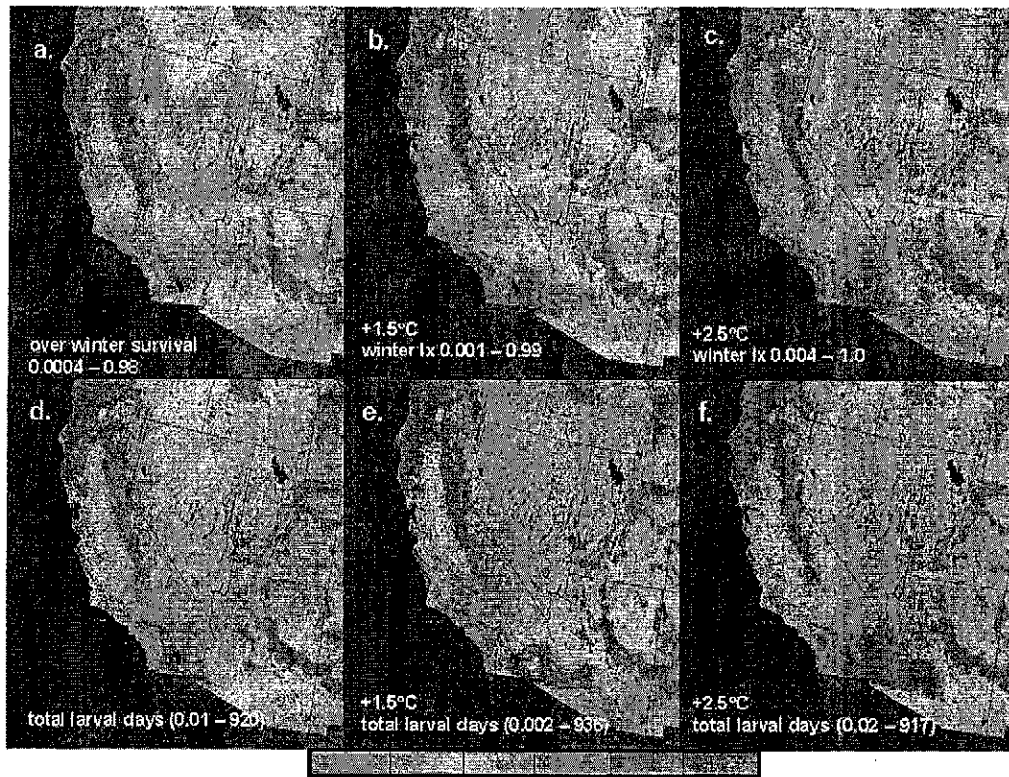 a.
b.
c.
over winter survival
0.0004 – 0.98
+1.5°C
winter lx 0.001 – 0.99
+2.5°C
winter lx 0.004 – 1.0
d.
e.
f.
total larval days (0.01 – 920)
+1.5°C
total larval days (0.002 – 936)
+2.5°C
total larval days (0.02 – 917)